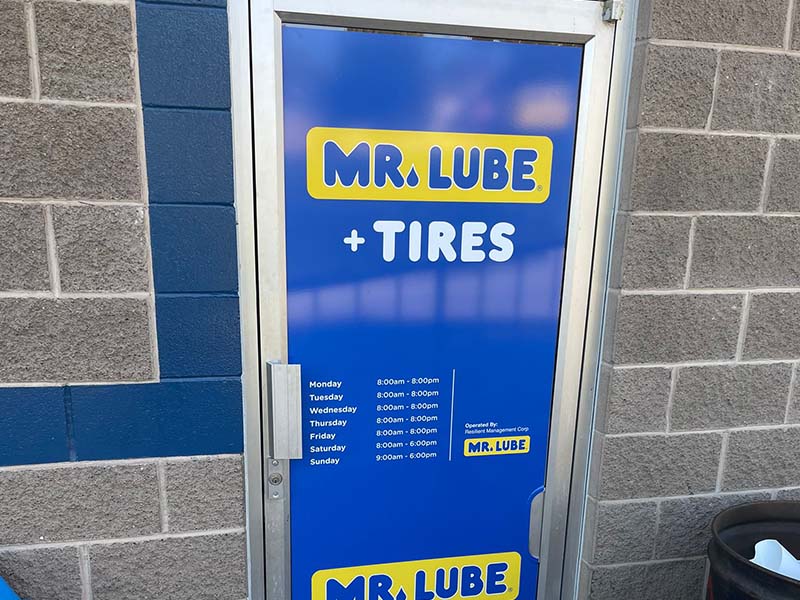 MR. LUBE®
+ TIRES
Monday 8:00am - 8:00pm
Tuesday 8:00am - 8:00pm
Wednesday 8:00am - 8:00pm
Thursday 8:00am - 8:00pm
Friday 8:00am - 8:00pm
Saturday 8:00am - 6:00pm
Sunday 9:00am - 6:00pm
Operated By:
Resilient Management Corp
MR. LUBE
MR. LUBE®